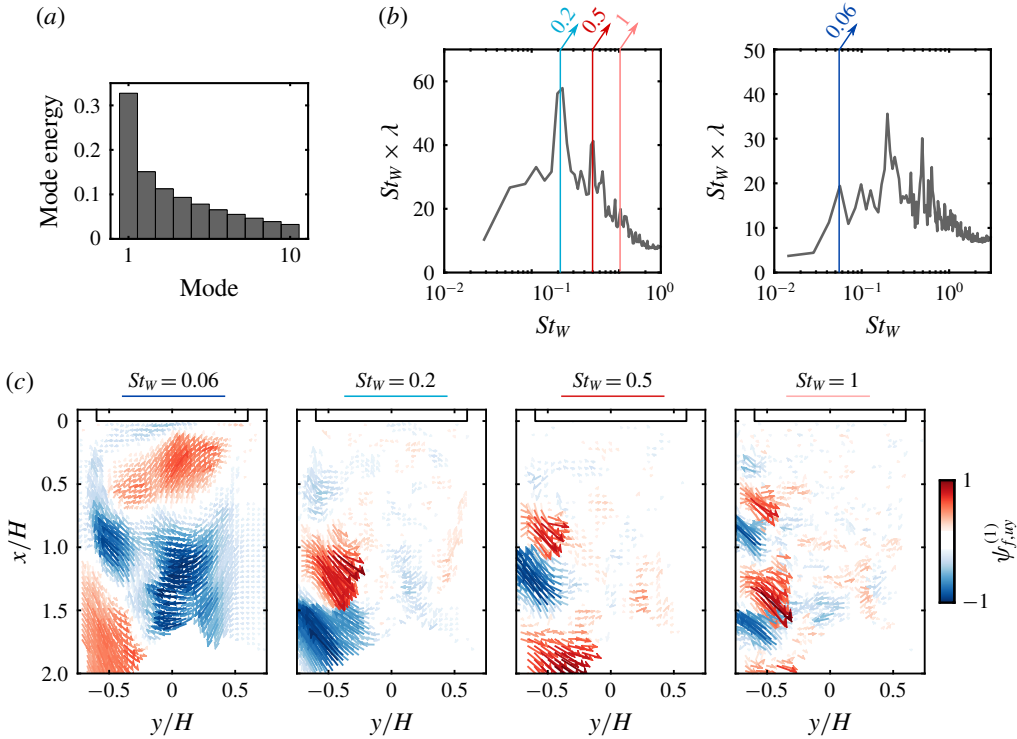 (a)
Mode energy
0.3
0.2
0.1
0
1
10
Mode
(b)
0.2
0.5
1
St_W × λ
60
40
20
0
10^{-2}
10^{-1}
10^0
St_W
0.06
St_W × λ
50
40
30
20
10
0
10^{-2}
10^{-1}
10^0
St_W
(c)
St_W = 0.06
St_W = 0.2
St_W = 0.5
St_W = 1
x/H
0
0.5
1.0
1.5
2.0
−0.5 0 0.5
−0.5 0 0.5
−0.5 0 0.5
−0.5 0 0.5
y/H
y/H
y/H
y/H
1
−1
ψ_{f,uy}^{(1)}